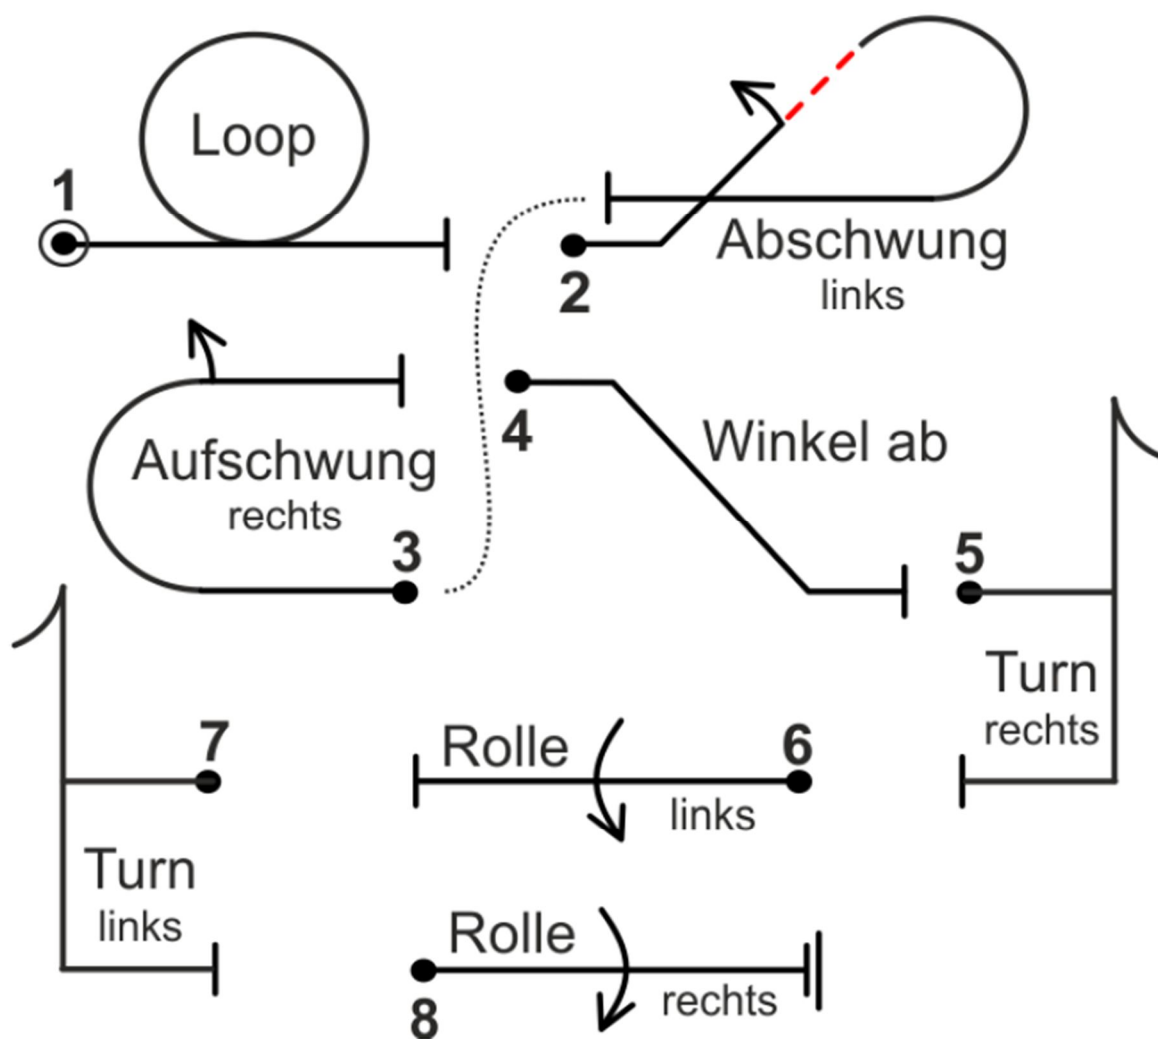 1
Loop
2
Abschwung
links
Aufschwung
rechts
3
4
Winkel ab
5
Turn
rechts
Rolle
links
6
7
Turn
links
Rolle
rechts
8